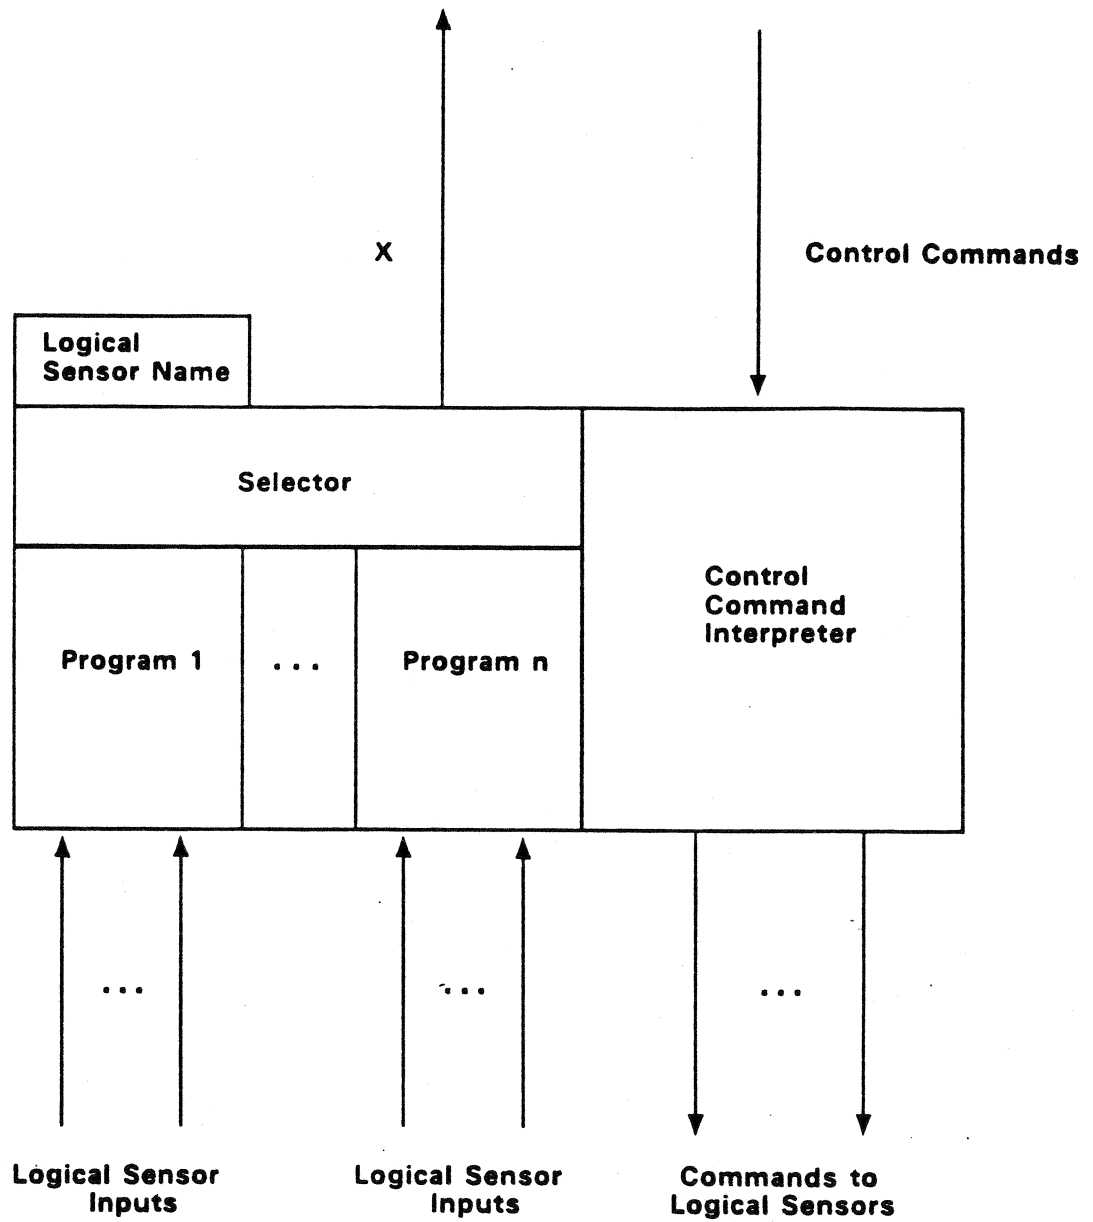 X
Control Commands
Logical
Sensor Name
Selector
Control
Command
Interpreter
Program 1
...
Program n
...
...
...
Logical Sensor
Inputs
Logical Sensor
Inputs
Commands to
Logical Sensors